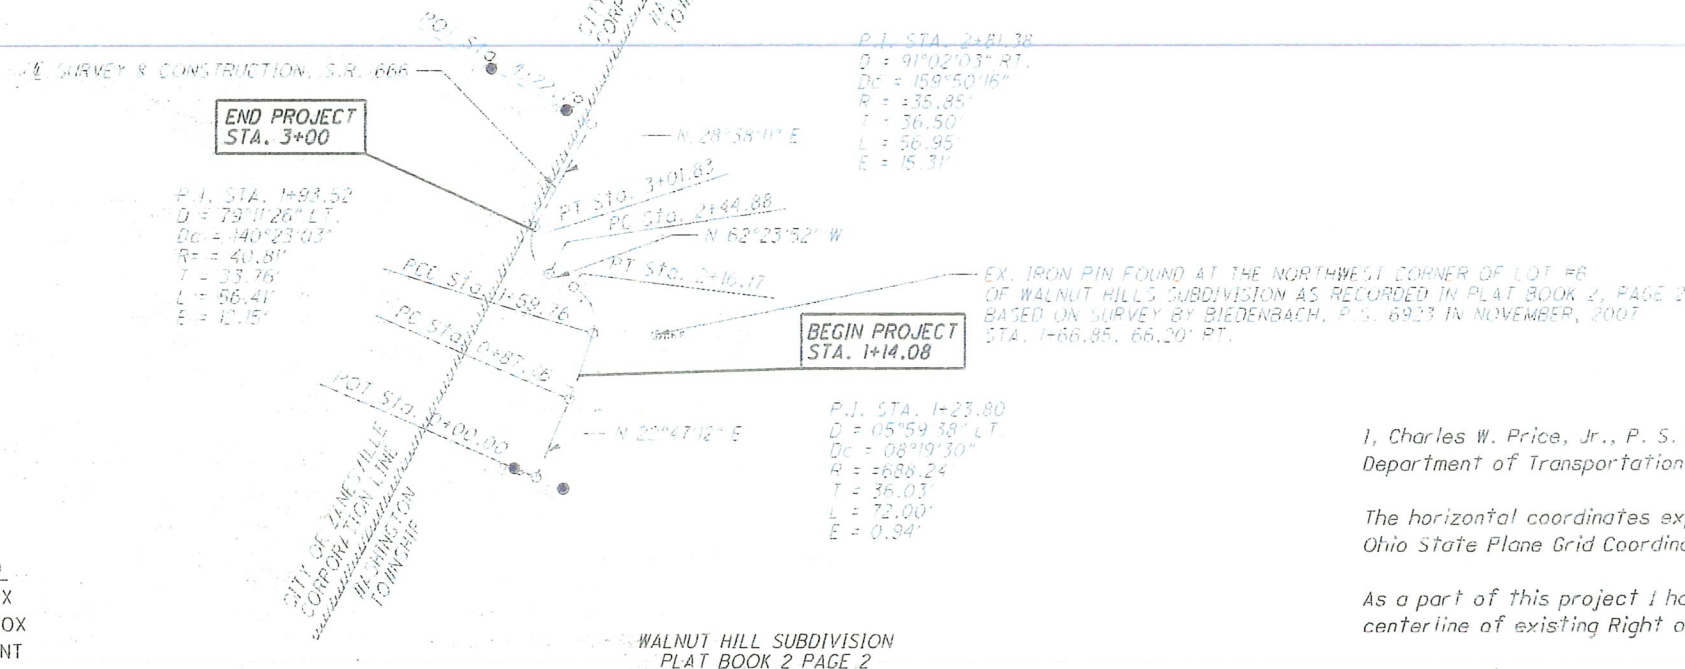 POT Sta.
CITY OF
CORP
₵ SURVEY & CONSTRUCTION, S.R. 666
END PROJECT
STA. 3+00
P.I. STA. 2+81.38
D = 91°02'03" RT.
Dc = 159°50'16"
R = =35.85'
T = 36.50'
L = 56.95'
E = 15.31'
N 28°38'11" E
P.I. STA. 1+93.52
D = 79°11'26" LT.
Dc = 140°23'03"
R= = 40.81'
T = 33.76'
L = 56.41'
E = 12.15'
PT Sta. 3+01.83
PC Sta. 2+44.88
N 62°23'52" W
PT Sta. 2+16.17
PCC Sta. 1+59.76
PC Sta. 0+87.76
POT Sta. 0+00.00
EX. IRON PIN FOUND AT THE NORTHWEST CORNER OF LOT #6
OF WALNUT HILLS SUBDIVISION AS RECORDED IN PLAT BOOK 2, PAGE 2
BASED ON SURVEY BY BIEDENBACH, P.S. 6923 IN NOVEMBER, 2007
STA. 1+66.85, 66.20' RT.
BEGIN PROJECT
STA. 1+14.08
N 22°47'12" E
P.I. STA. 1+23.80
D = 05°59'38" LT.
Dc = 08°19'30"
R = =688.24'
T = 36.03'
L = 72.00'
E = 0.94'
CITY OF ZANESVILLE
CORPORATION LINE
WASHINGTON
TOWNSHIP
I, Charles W. Price, Jr., P. S.
Department of Transportation
The horizontal coordinates ex
Ohio State Plane Grid Coordina
As a part of this project I ha
centerline of existing Right o
X
OX
NT
WALNUT HILL SUBDIVISION
PLAT BOOK 2 PAGE 2